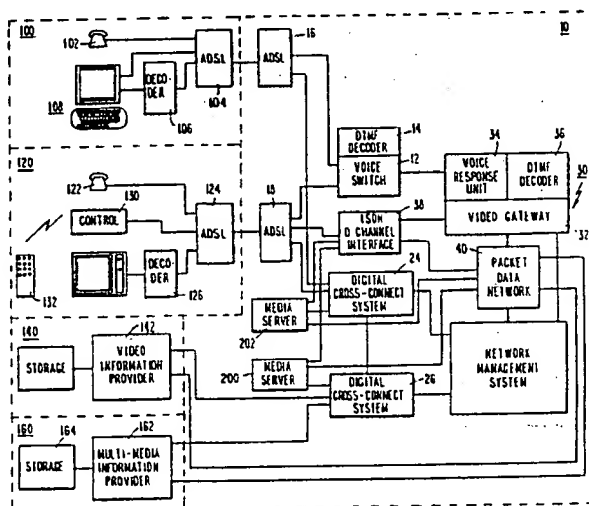 100
102
ADSL
104
DECODER
106
108
ADSL
16
10
DTMF DECODER
14
VOICE SWITCH
12
34
36
VOICE RESPONSE UNIT
DTMF DECODER
30
VIDEO GATEWAY
32
120
122
130
CONTROL
124
ADSL
ADSL
18
132
DECODER
126
ISDN D CHANNEL INTERFACE
38
40
PACKET DATA NETWORK
24
DIGITAL CROSS-CONNECT SYSTEM
MEDIA SERVER
202
MEDIA SERVER
200
DIGITAL CROSS-CONNECT SYSTEM
26
NETWORK MANAGEMENT SYSTEM
140
142
STORAGE
VIDEO INFORMATION PROVIDER
160
164
162
STORAGE
MULTI-MEDIA INFORMATION PROVIDER